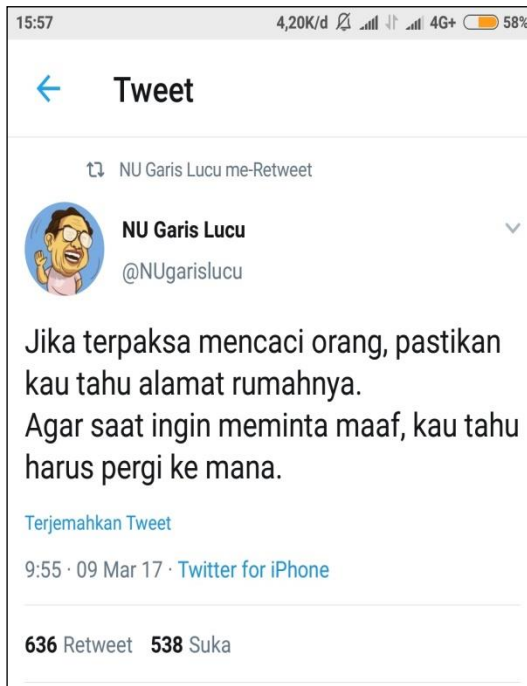 15:57 4,20K/d 4G+ 58%
Tweet
NU Garis Lucu me-Retweet
NU Garis Lucu
@NUgarislucu
Jika terpaksa mencaci orang, pastikan
kau tahu alamat rumahnya.
Agar saat ingin meminta maaf, kau tahu
harus pergi ke mana.
Terjemahkan Tweet
9:55 · 09 Mar 17 · Twitter for iPhone
636 Retweet 538 Suka